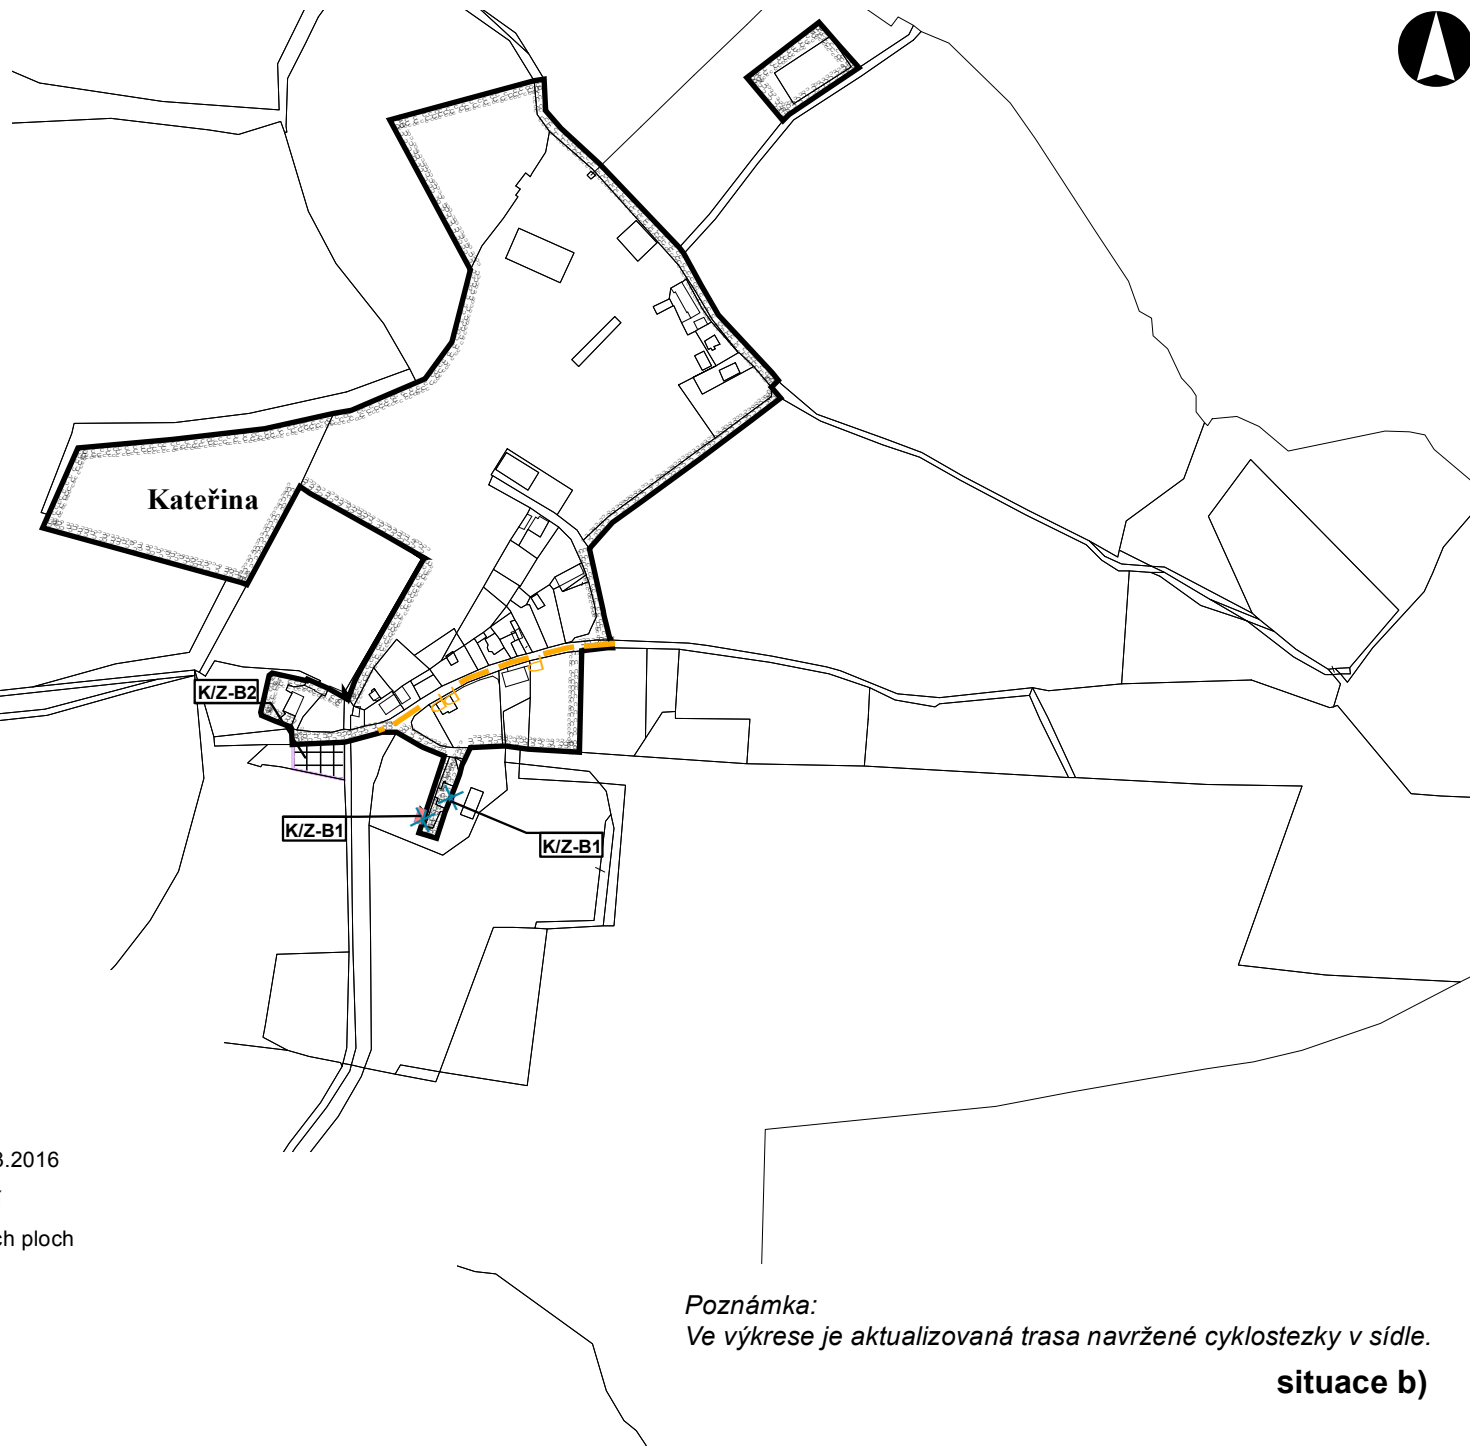 Kateřina
K/Z-B2
K/Z-B1
K/Z-B1
.2016
ch ploch
Poznámka:
Ve výkrese je aktualizovaná trasa navržené cyklostezky v sídle.
situace b)